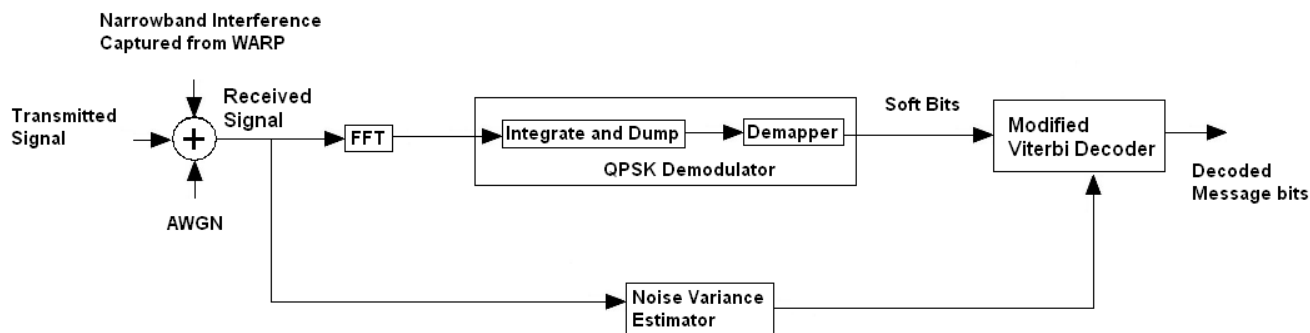 Narrowband Interference
Captured from WARP
Transmitted
Signal
+
Received
Signal
AWGN
FFT
Integrate and Dump
Demapper
QPSK Demodulator
Soft Bits
Modified
Viterbi Decoder
Decoded
Message bits
Noise Variance
Estimator